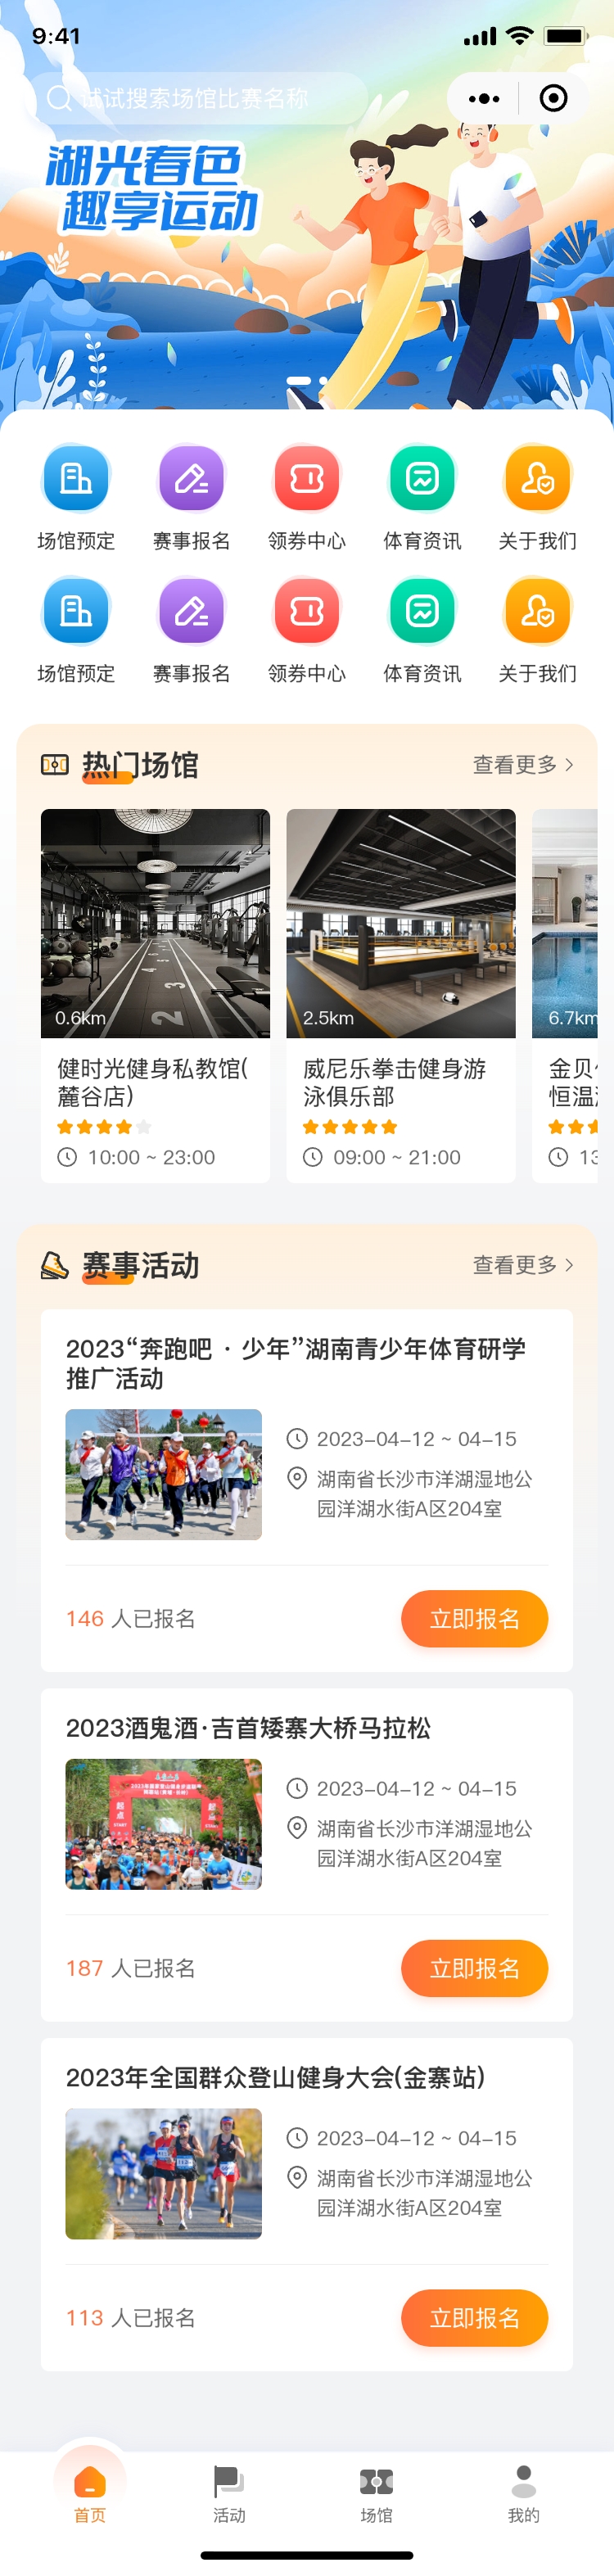 9:41
试试搜索场馆比赛名称
湖光春色
趣享运动
场馆预定
赛事报名
领券中心
体育资讯
关于我们
场馆预定
赛事报名
领券中心
体育资讯
关于我们
热门场馆
查看更多
0.6km
2.5km
6.7km
健时光健身私教馆(
麓谷店)
10:00 ~ 23:00
威尼乐拳击健身游
泳俱乐部
09:00 ~ 21:00
金贝
恒温
13
赛事活动
查看更多
2023“奔跑吧 · 少年”湖南青少年体育研学
推广活动
2023-04-12 ~ 04-15
湖南省长沙市洋湖湿地公
园洋湖水街A区204室
146 人已报名
立即报名
2023酒鬼酒·吉首矮寨大桥马拉松
起点
START
2023-04-12 ~ 04-15
湖南省长沙市洋湖湿地公
园洋湖水街A区204室
187 人已报名
立即报名
2023年全国群众登山健身大会(金寨站)
2023-04-12 ~ 04-15
湖南省长沙市洋湖湿地公
园洋湖水街A区204室
113 人已报名
立即报名
首页
活动
场馆
我的